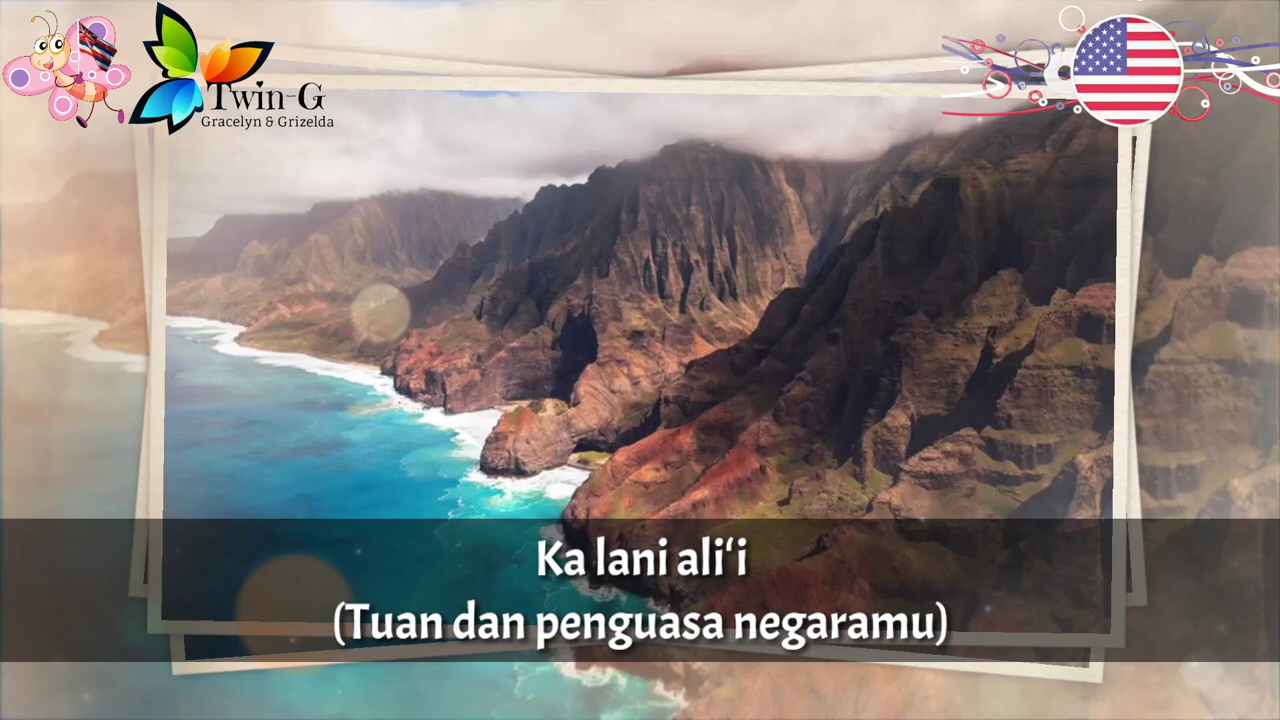 Twin-G
Gracelyn & Grizelda
Ka lani ali‘i
(Tuan dan penguasa negaramu)